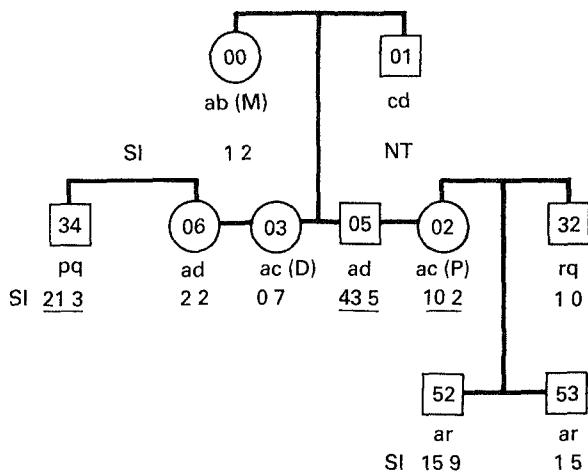 00 01
ab (M) cd
SI 1 2 NT
34 06 03 05 02 32
pq ad ac (D) ad ac (P) rq
SI 21 3 2 2 0 7 43 5 10 2 1 0
52 53
ar ar
SI 15 9 1 5